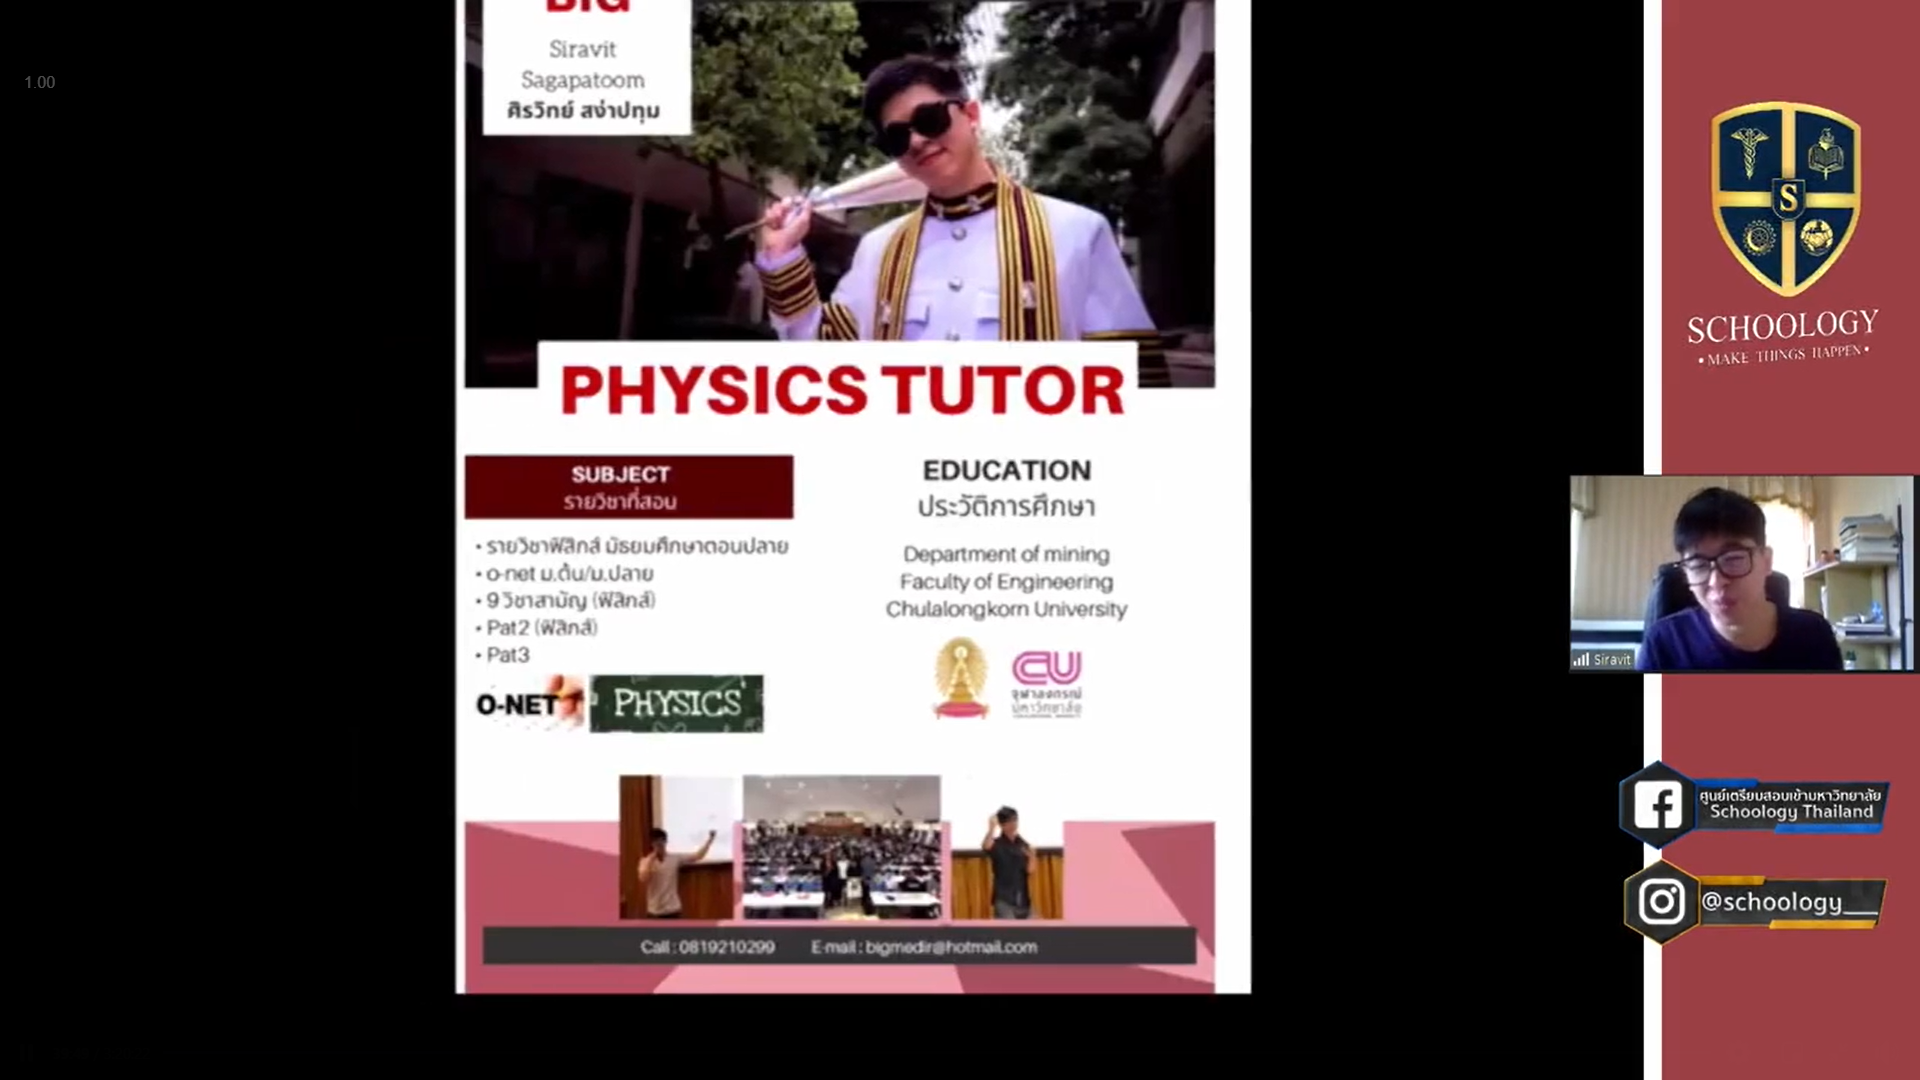 1.00
BIG
Siravit
Sagapatoom
ศิรวิทย์ สง่าปทุม
PHYSICS TUTOR
SUBJECT
รายวิชาที่สอน
• รายวิชาฟิสิกส์ มัธยมศึกษาตอนปลาย
• o-net ม.ต้น/ม.ปลาย
• 9 วิชาสามัญ (ฟิสิกส์)
• Pat2 (ฟิสิกส์)
• Pat3
O-NET
PHYSICS
EDUCATION
ประวัติการศึกษา
Department of mining
Faculty of Engineering
Chulalongkorn University
CU
จุฬาลงกรณ์
มหาวิทยาลัย
Call : 0819210299 E-mail : bigmedir@hotmail.com
S
SCHOOLOGY
• MAKE THINGS HAPPEN •
Siravit
ศูนย์เตรียมสอบเข้ามหาวิทยาลัย
Schoology Thailand
@schoology___